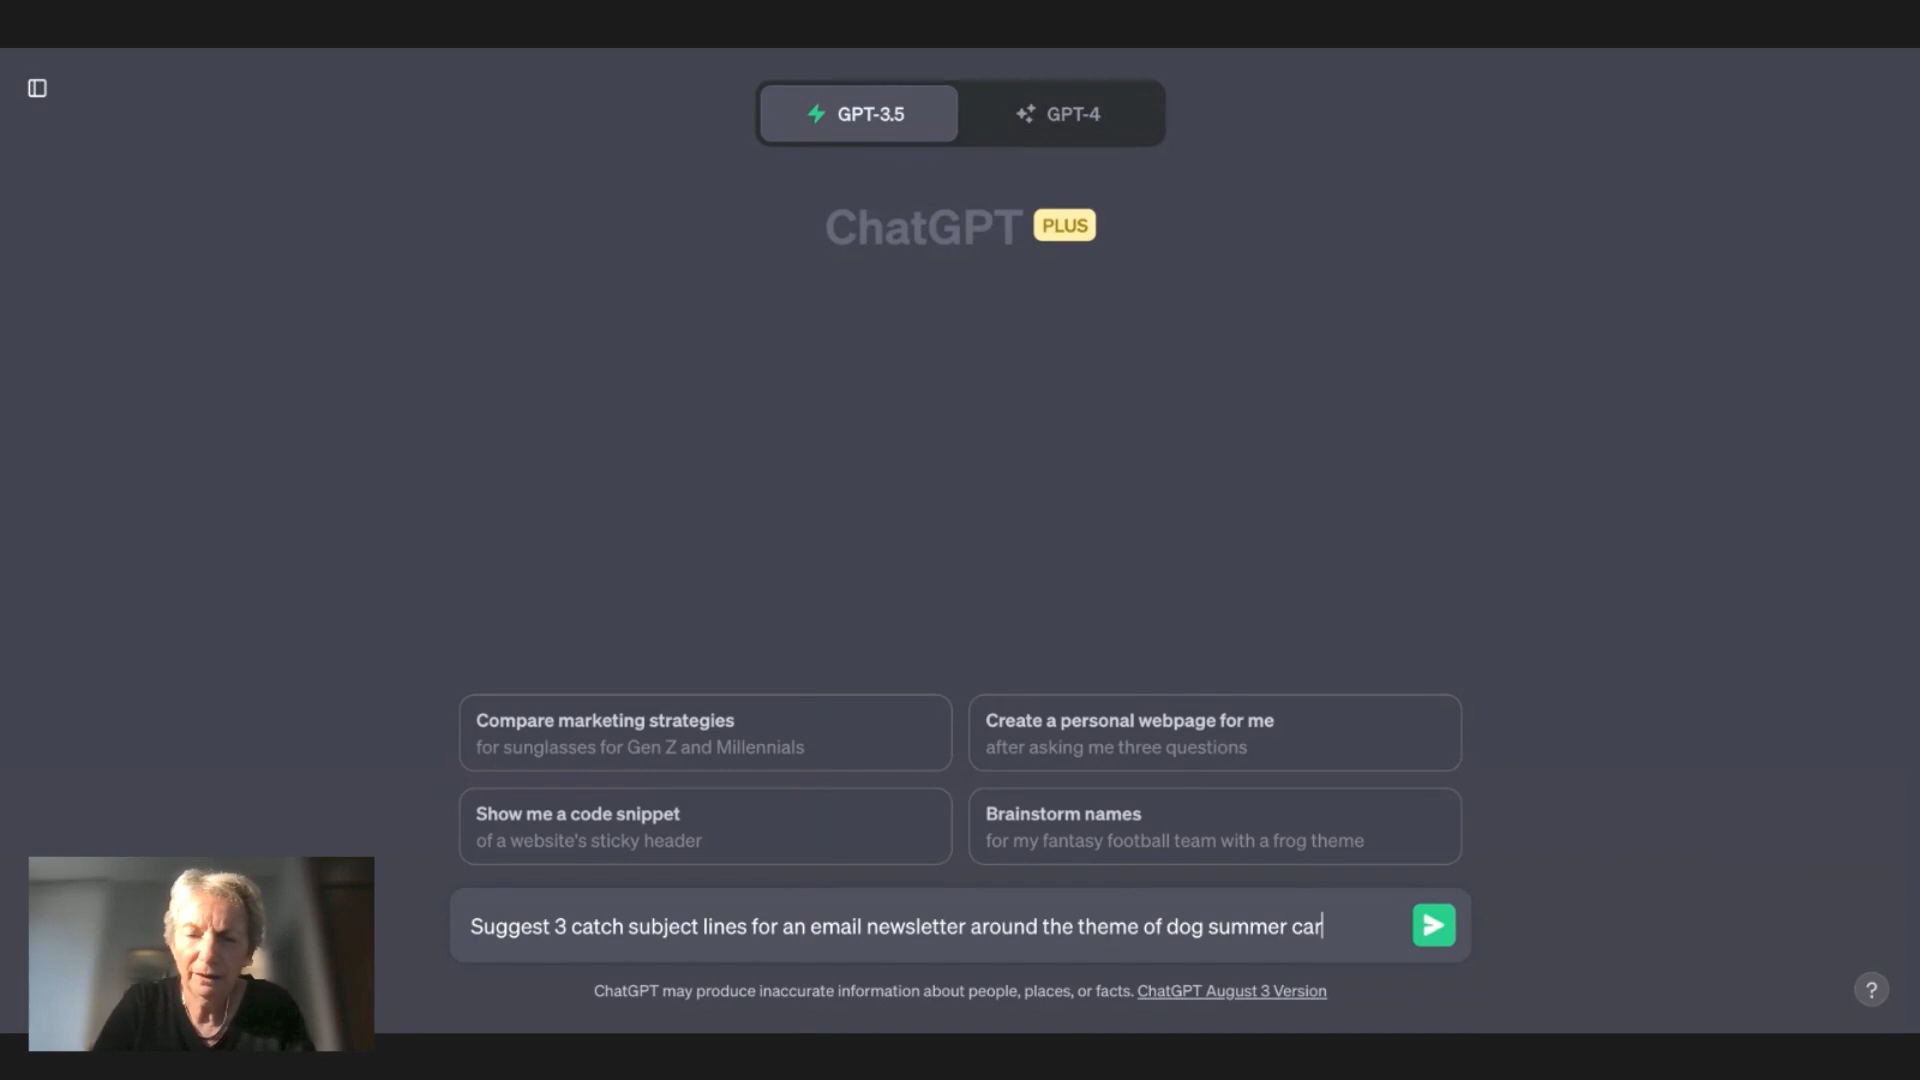 GPT-3.5
GPT-4
ChatGPT PLUS
Compare marketing strategies
for sunglasses for Gen Z and Millennials
Create a personal webpage for me
after asking me three questions
Show me a code snippet
of a website's sticky header
Brainstorm names
for my fantasy football team with a frog theme
Suggest 3 catch subject lines for an email newsletter around the theme of dog summer car
ChatGPT may produce inaccurate information about people, places, or facts. ChatGPT August 3 Version
?